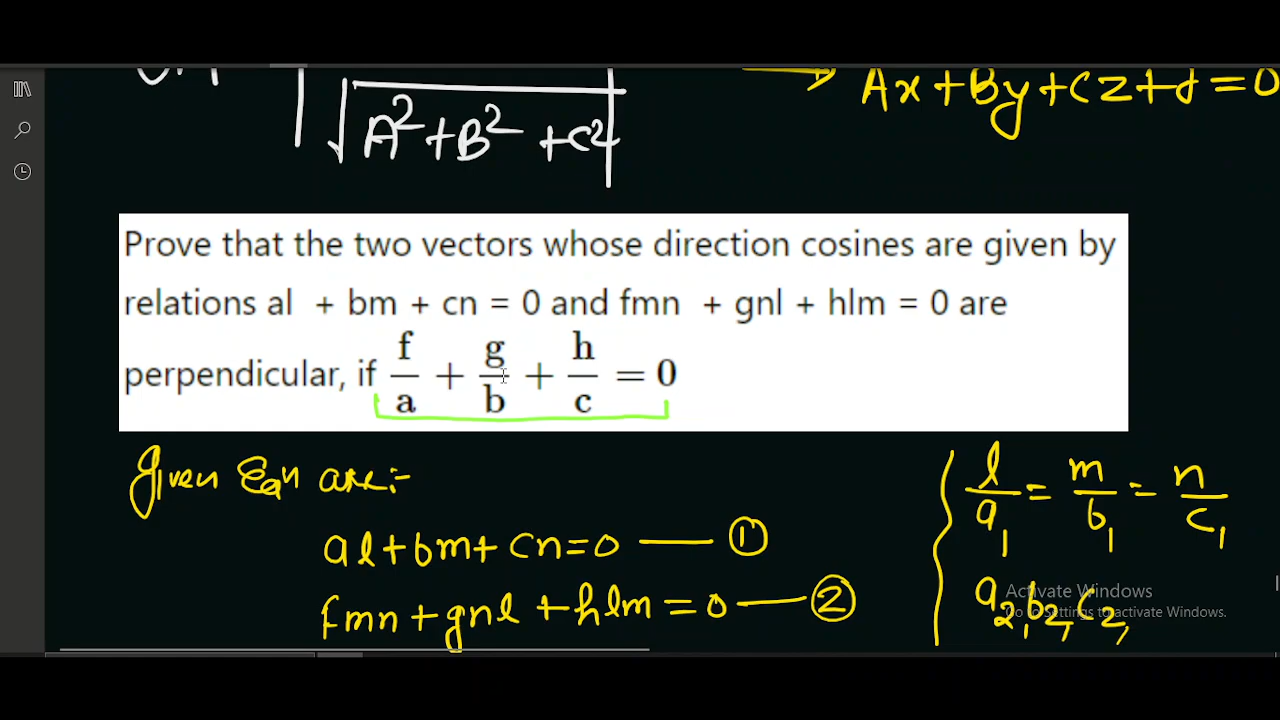 √A²+B²+C²
Ax+By+Cz+d=0
Prove that the two vectors whose direction cosines are given by
relations al + bm + cn = 0 and fmn + gnl + hlm = 0 are
perpendicular, if f/a + g/b + h/c = 0
Given Eqn are:-
al+bm+cn=0 —— ①
fmn+gnl+hlm=0 —— ②
l/a₁ = m/b₁ = n/c₁
a₂, b₂, c₂,
Activate Windows
Go to Settings to activate Windows.